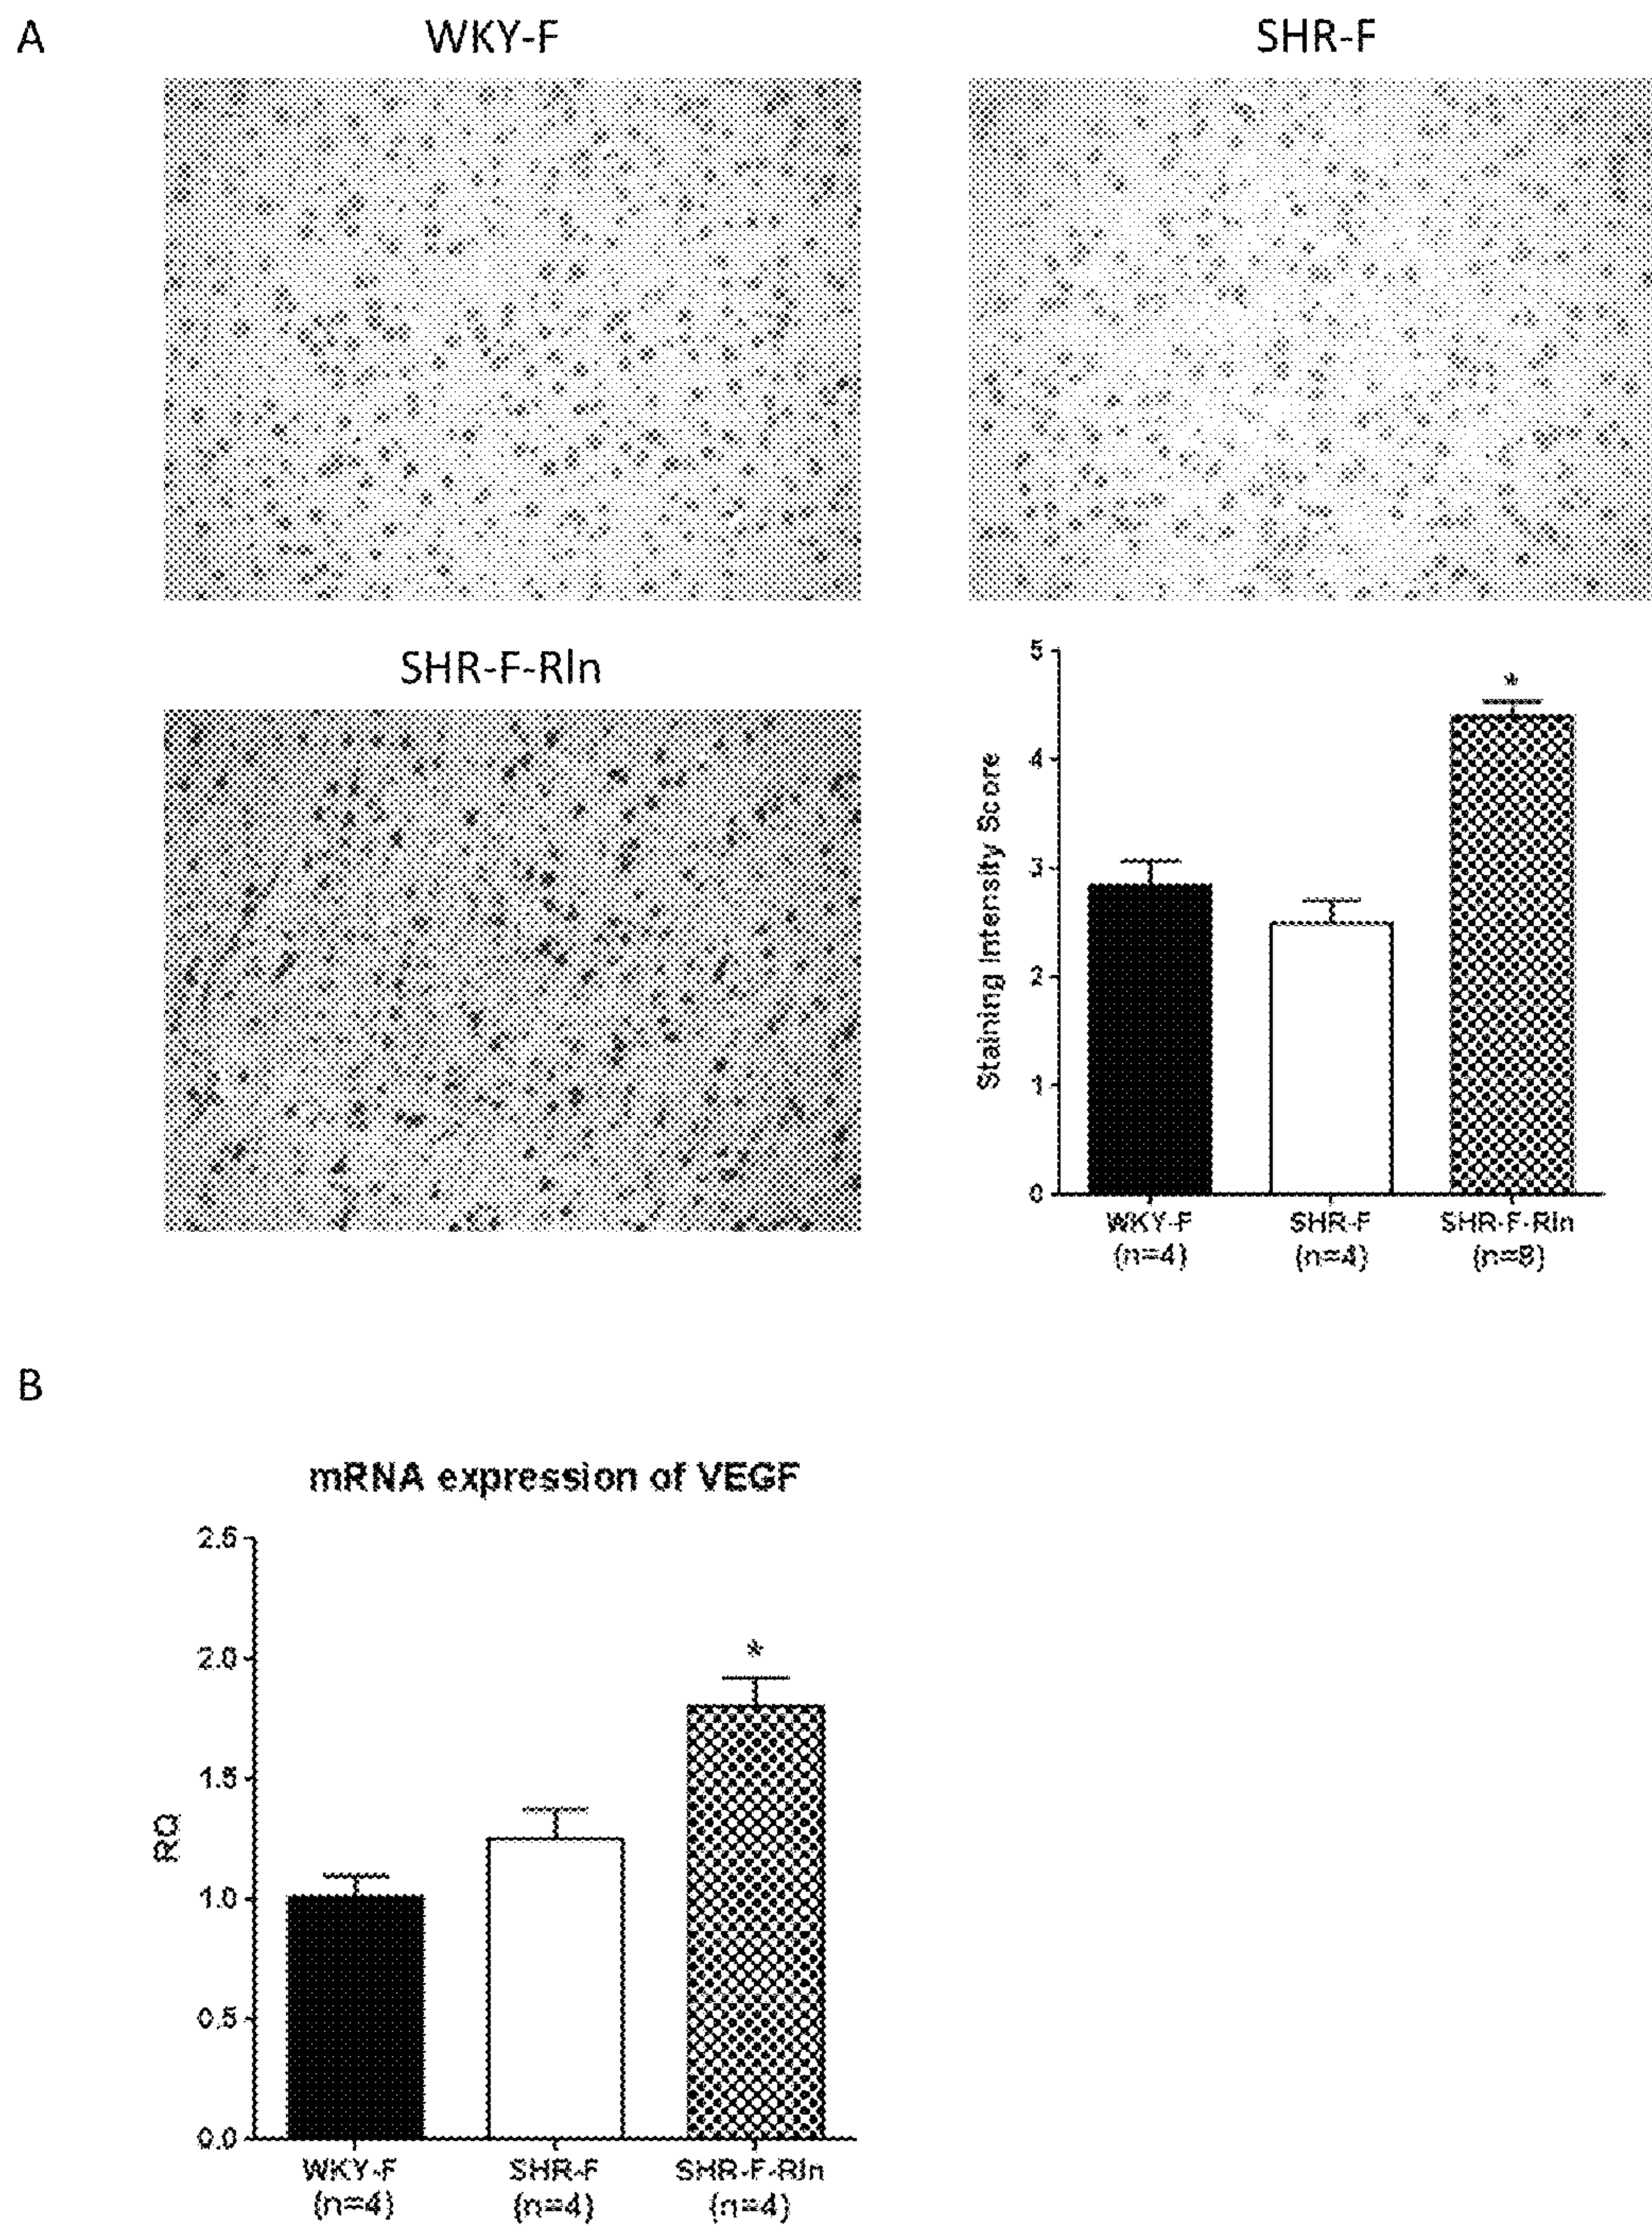 A
WKY-F
SHR-F
SHR-F-Rln
5
4
3
2
1
0
Staining Intensity Score
*
WKY-F
(n=4)
SHR-F
(n=4)
SHR-F-Rln
(n=8)
B
mRNA expression of VEGF
2.5
2.0
1.5
1.0
0.5
0.0
RQ
*
WKY-F
(n=4)
SHR-F
(n=4)
SHR-F-Rln
(n=4)